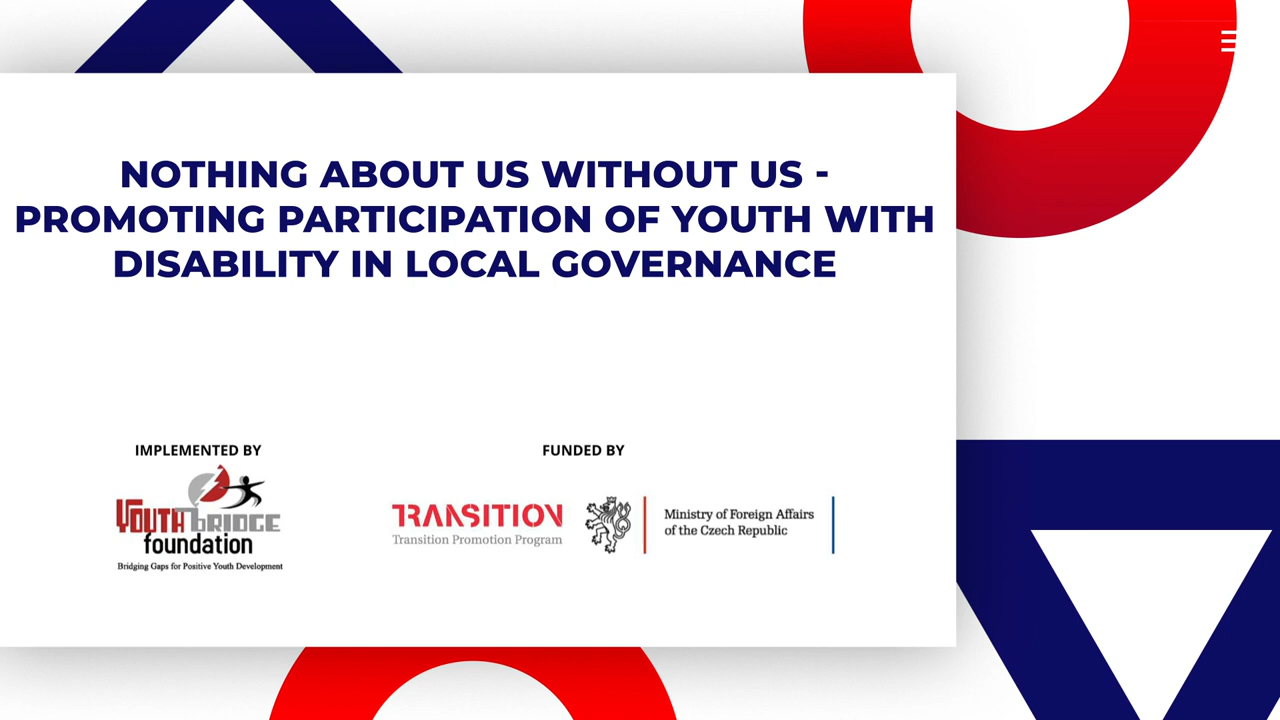 NOTHING ABOUT US WITHOUT US -
PROMOTING PARTICIPATION OF YOUTH WITH
DISABILITY IN LOCAL GOVERNANCE
IMPLEMENTED BY
YOUTH BRIDGE
foundation
Bridging Gaps for Positive Youth Development
FUNDED BY
TRANSITION
Transition Promotion Program
Ministry of Foreign Affairs
of the Czech Republic